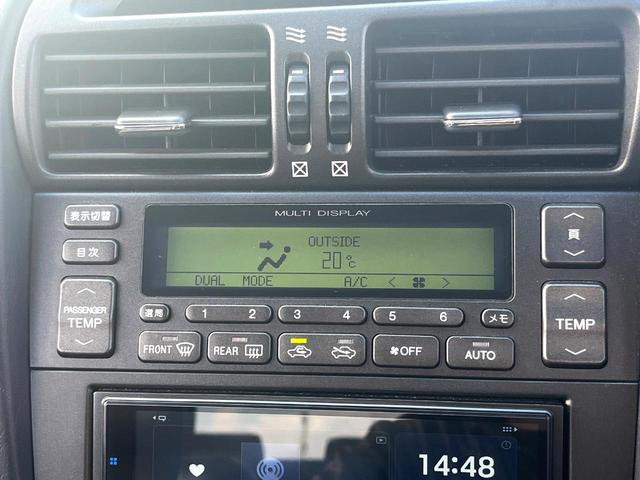 MULTI DISPLAY
表示切替
目次
OUTSIDE
20℃
DUAL MODE A/C < >
頁
PASSENGER
TEMP
選局 1 2 3 4 5 6 メモ
TEMP
FRONT REAR OFF AUTO
14:48